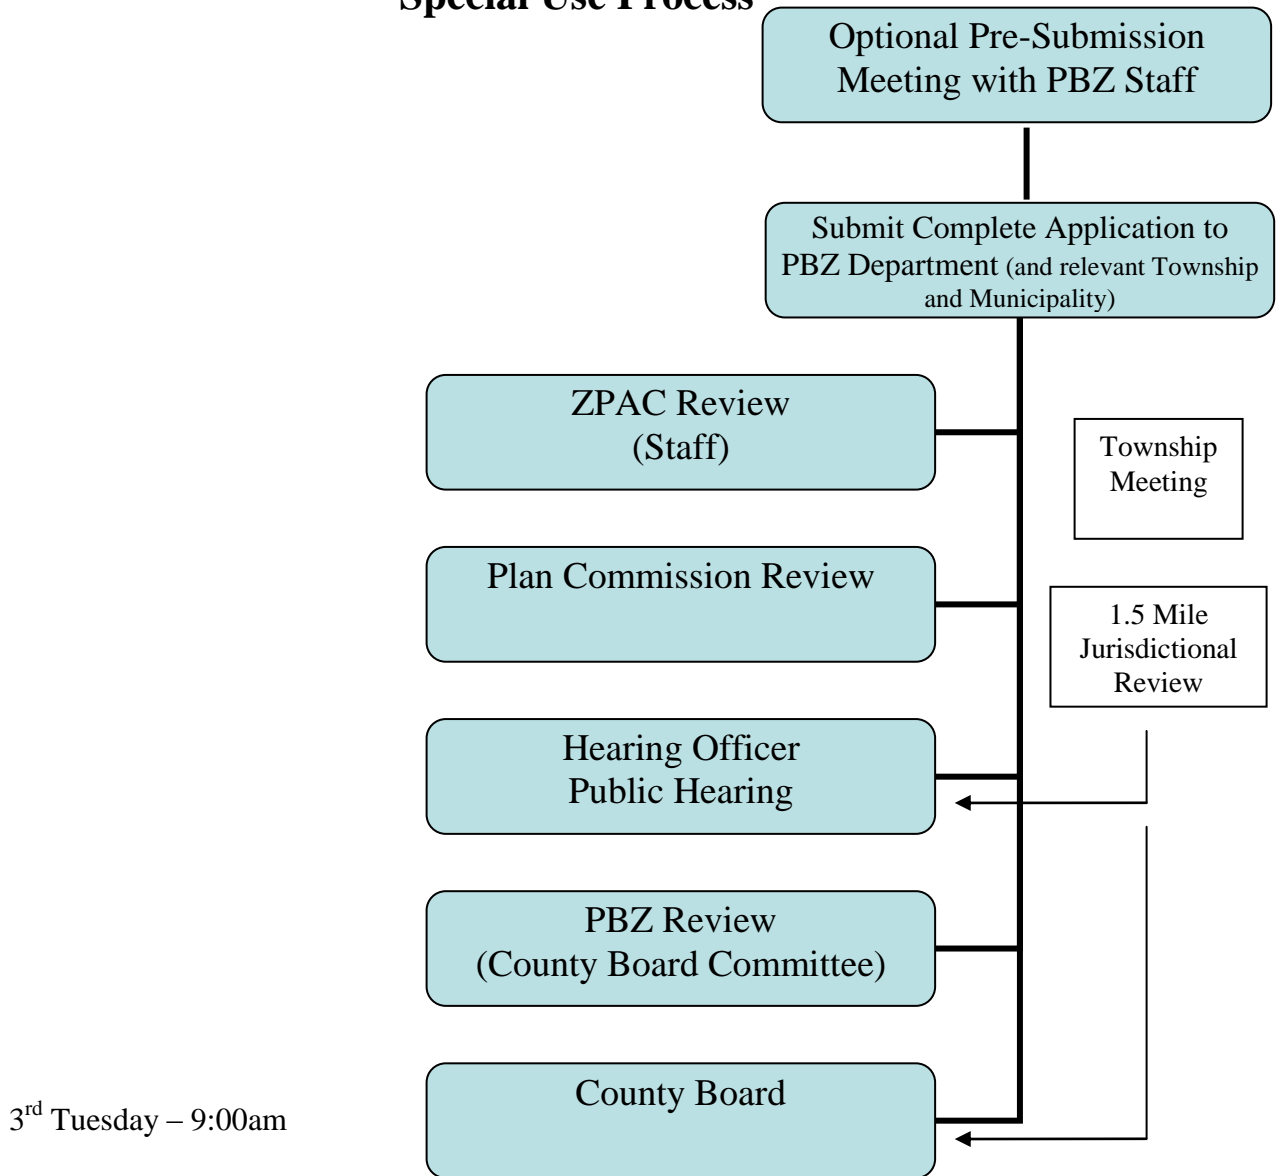 Special Use Process
Optional Pre-Submission
Meeting with PBZ Staff
Submit Complete Application to
PBZ Department (and relevant Township
and Municipality)
ZPAC Review
(Staff)
Township
Meeting
Plan Commission Review
1.5 Mile
Jurisdictional
Review
Hearing Officer
Public Hearing
PBZ Review
(County Board Committee)
County Board
3rd Tuesday – 9:00am